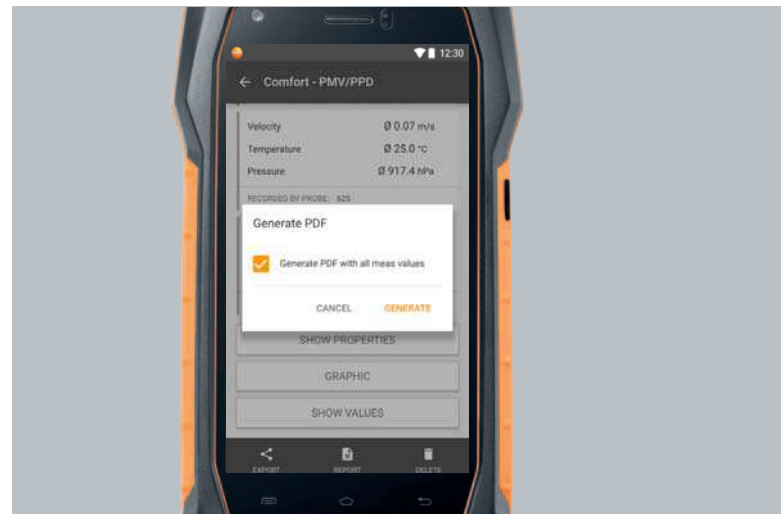 12:30
Comfort - PMV/PPD
Velocity Ø 0.07 m/s
Temperature Ø 25.0 °C
Pressure Ø 917.4 hPa
RECORDED BY PROBE: 625
Generate PDF
Generate PDF with all meas values
CANCEL GENERATE
SHOW PROPERTIES
GRAPHIC
SHOW VALUES
EXPORT REPORT DELETE